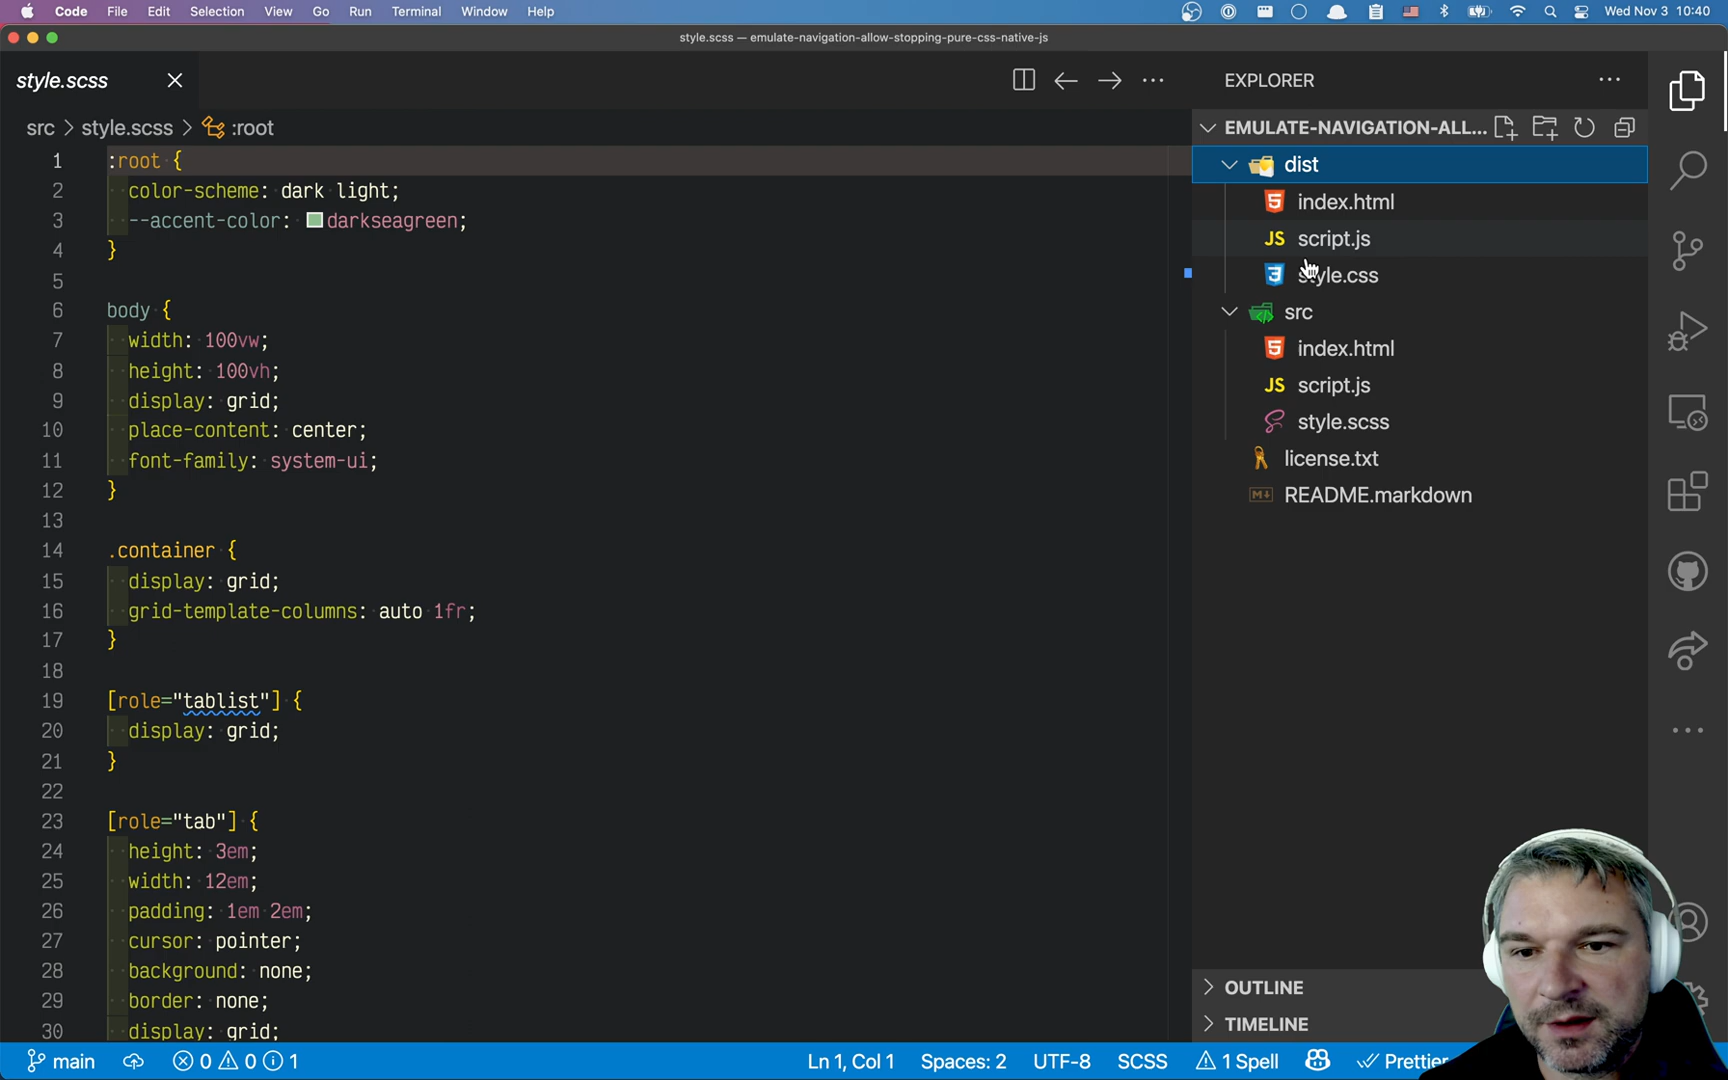 Code File Edit Selection View Go Run Terminal Window Help Wed Nov 3 10:40
style.scss — emulate-navigation-allow-stopping-pure-css-native-js
style.scss
src > style.scss > :root
1 :root {
2 color-scheme: dark light;
3 --accent-color: darkseagreen;
4 }
5
6 body {
7 width: 100vw;
8 height: 100vh;
9 display: grid;
10 place-content: center;
11 font-family: system-ui;
12 }
13
14 .container {
15 display: grid;
16 grid-template-columns: auto 1fr;
17 }
18
19 [role="tablist"] {
20 display: grid;
21 }
22
23 [role="tab"] {
24 height: 3em;
25 width: 12em;
26 padding: 1em 2em;
27 cursor: pointer;
28 background: none;
29 border: none;
30 display: grid;
EXPLORER
EMULATE-NAVIGATION-ALL...
dist
index.html
JS script.js
style.css
src
index.html
JS script.js
style.scss
license.txt
README.markdown
OUTLINE
TIMELINE
main 0 0 1 Ln 1, Col 1 Spaces: 2 UTF-8 SCSS 1 Spell Prettier